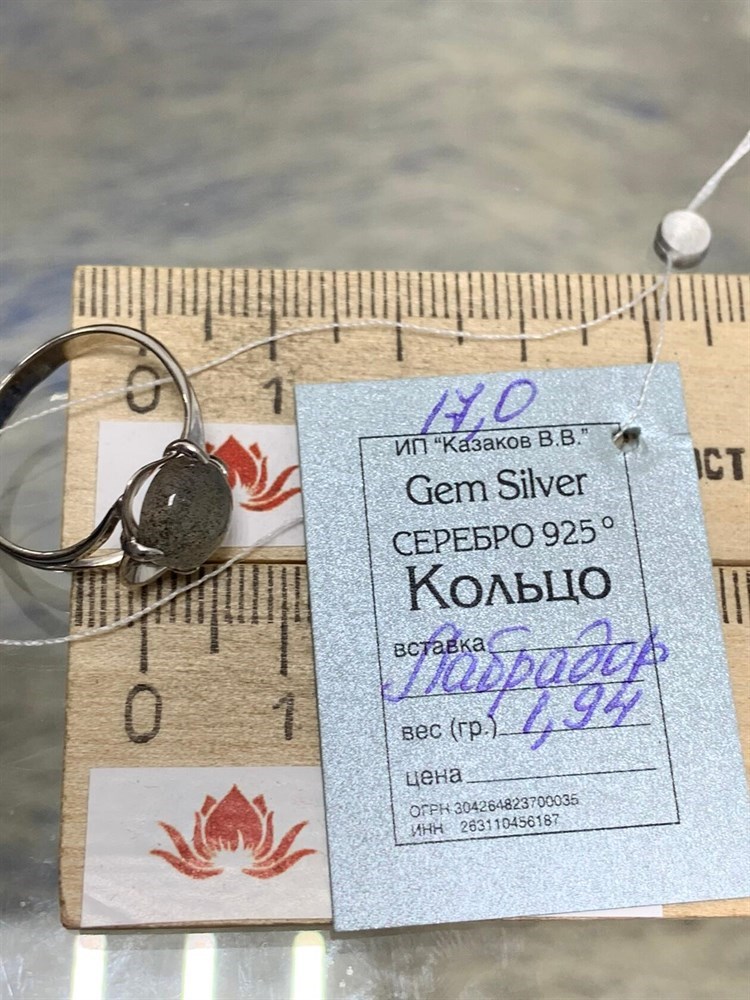 0 1
17,0
ИП "Казаков В.В."
Gem Silver
СЕРЕБРО 925°
Кольцо
вставка
Лабрадор
вес (гр.) 1,94
цена
ОГРН 304264823700035
ИНН 263110456187
0 1